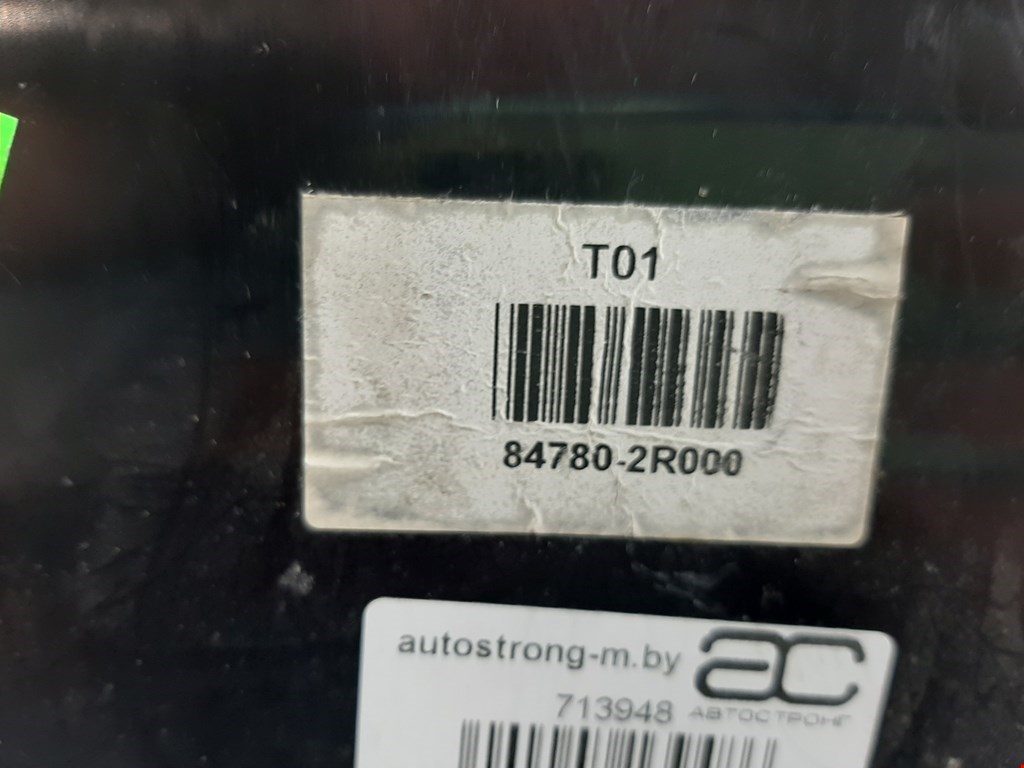 T01
84780-2R000
autostrong-m.by
ac
713948
АВТОСТРОНГ